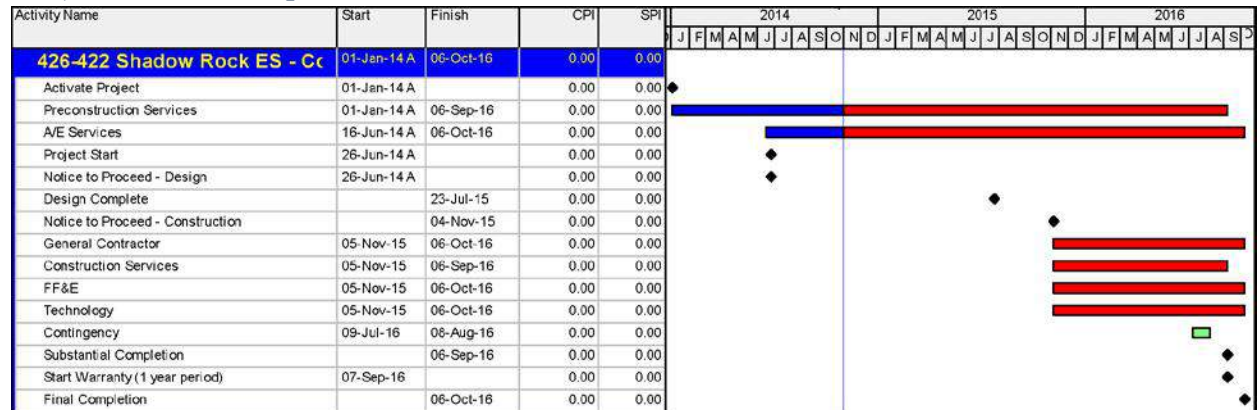 Activity Name Start Finish CPI SPI 2014 2015 2016
J F M A M J J A S O N D J F M A M J J A S O N D J F M A M J J A S
426-422 Shadow Rock ES - Cc 01-Jan-14 A 06-Oct-16 0.00 0.00
Activate Project 01-Jan-14 A 0.00 0.00
Preconstruction Services 01-Jan-14 A 06-Sep-16 0.00 0.00
A/E Services 16-Jun-14 A 06-Oct-16 0.00 0.00
Project Start 26-Jun-14 A 0.00 0.00
Notice to Proceed - Design 26-Jun-14 A 0.00 0.00
Design Complete 23-Jul-15 0.00 0.00
Notice to Proceed - Construction 04-Nov-15 0.00 0.00
General Contractor 05-Nov-15 06-Oct-16 0.00 0.00
Construction Services 05-Nov-15 06-Sep-16 0.00 0.00
FF&E 05-Nov-15 06-Oct-16 0.00 0.00
Technology 05-Nov-15 06-Oct-16 0.00 0.00
Contingency 09-Jul-16 08-Aug-16 0.00 0.00
Substantial Completion 06-Sep-16 0.00 0.00
Start Warranty (1 year period) 07-Sep-16 0.00 0.00
Final Completion 06-Oct-16 0.00 0.00